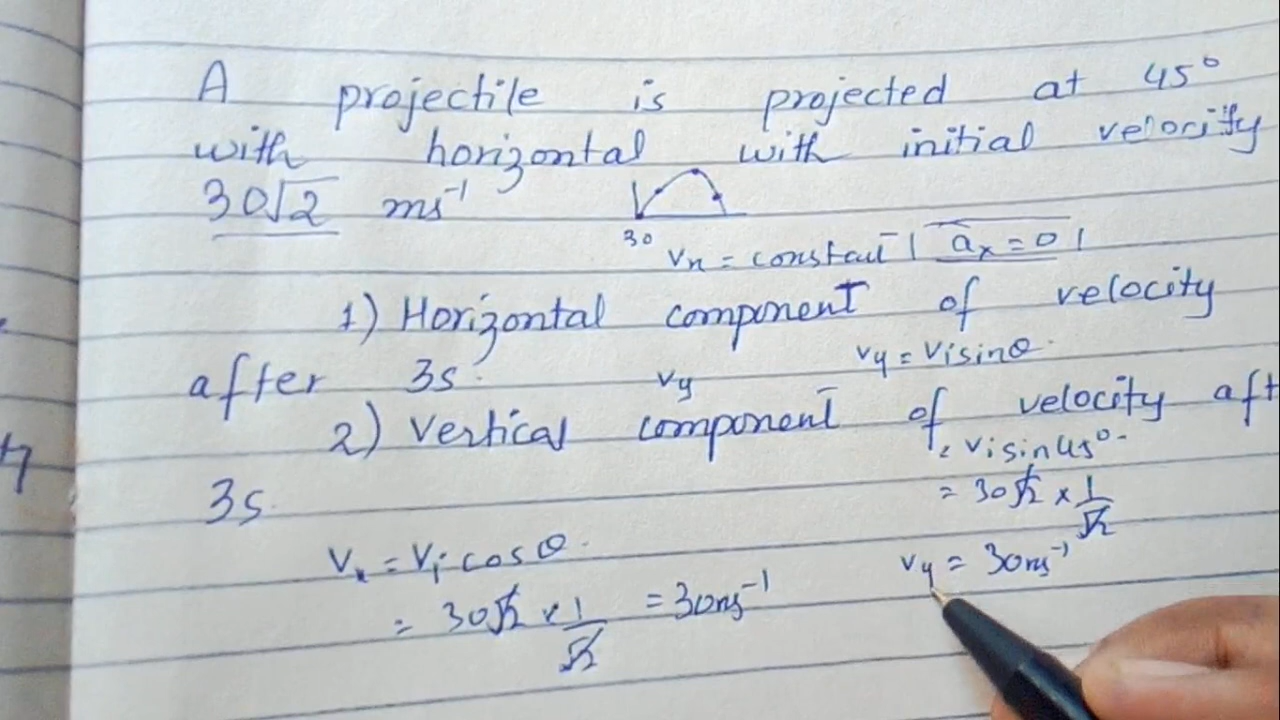 A projectile is projected at 45°
with horizontal with initial velocity
30√2 ms⁻¹
30
Vx = constant | ax = 0 |
1) Horizontal component of velocity
vy = Visinθ
after 3s.
vy
2) Vertical component of velocity aft
= Visin45°
3s
= 30√2 × 1/√2
Vx = Vi cosθ
vy = 30ms⁻¹
= 30√2 × 1/√2 = 30ms⁻¹